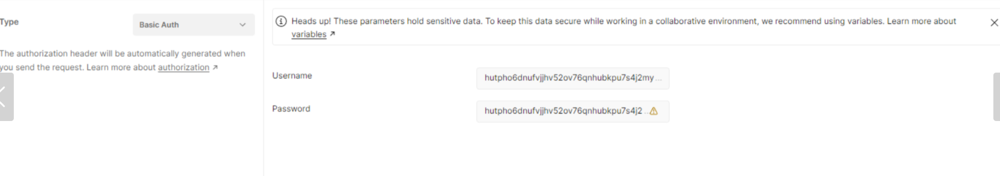 Type
Basic Auth
The authorization header will be automatically generated when
you send the request. Learn more about authorization ↗
Heads up! These parameters hold sensitive data. To keep this data secure while working in a collaborative environment, we recommend using variables. Learn more about
variables ↗
Username
hutpho6dnufvjjhv52ov76qnhubkpu7s4j2my...
Password
hutpho6dnufvjjhv52ov76qnhubkpu7s4j2...